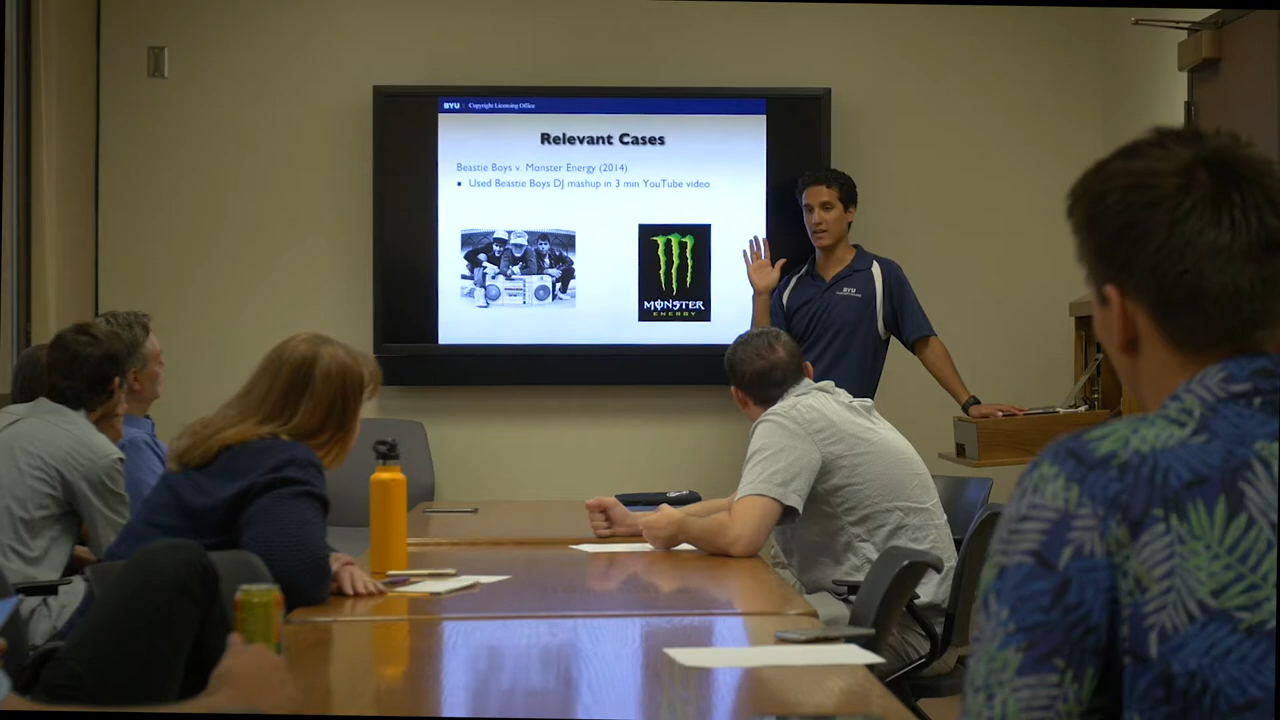 BYU | Copyright Licensing Office
Relevant Cases
Beastie Boys v. Monster Energy (2014)
▪ Used Beastie Boys DJ mashup in 3 min YouTube video
MONSTER
ENERGY
BYU